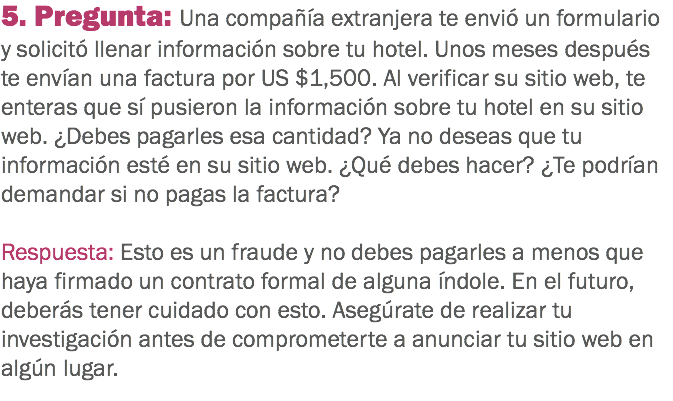 5. Pregunta: Una compañía extranjera te envió un formulario
y solicitó llenar información sobre tu hotel. Unos meses después
te envían una factura por US $1,500. Al verificar su sitio web, te
enteras que sí pusieron la información sobre tu hotel en su sitio
web. ¿Debes pagarles esa cantidad? Ya no deseas que tu
información esté en su sitio web. ¿Qué debes hacer? ¿Te podrían
demandar si no pagas la factura?
Respuesta: Esto es un fraude y no debes pagarles a menos que
haya firmado un contrato formal de alguna índole. En el futuro,
deberás tener cuidado con esto. Asegúrate de realizar tu
investigación antes de comprometerte a anunciar tu sitio web en
algún lugar.